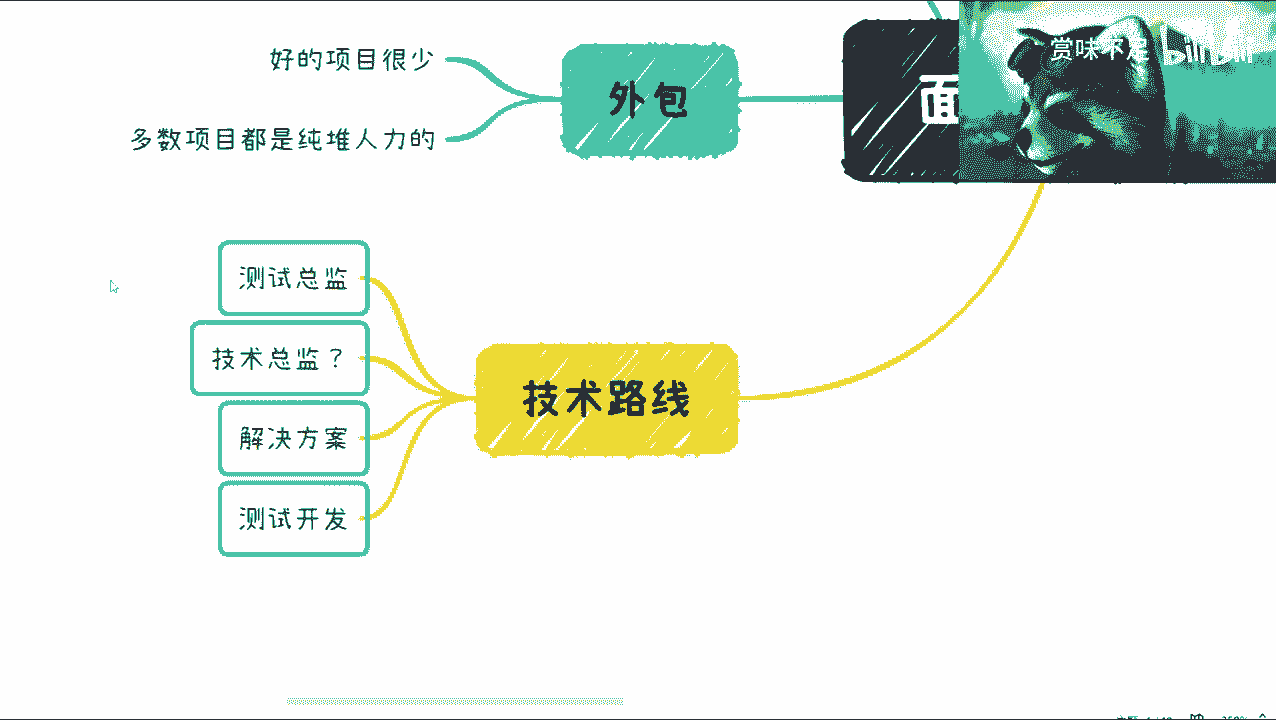 好的项目很少
外包
多数项目都是纯堆人力的
面
赏味不足 bilibili
测试总监
技术总监？
技术路线
解决方案
测试开发